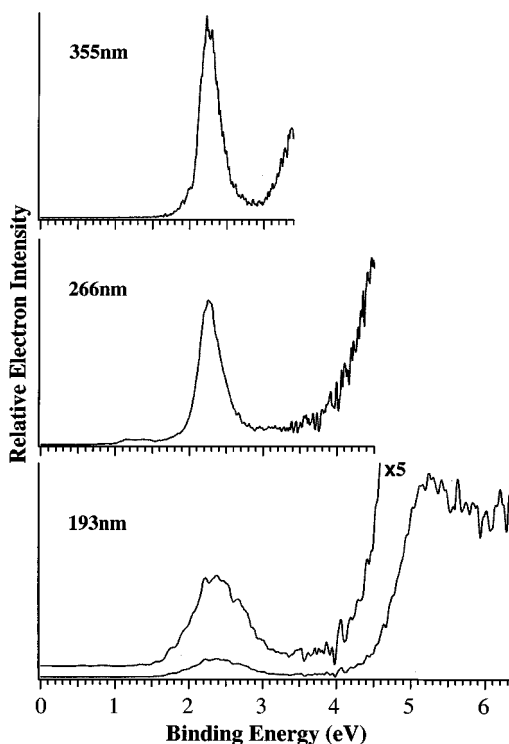 355nm
266nm
193nm
x5
Relative Electron Intensity
0 1 2 3 4 5 6
Binding Energy (eV)